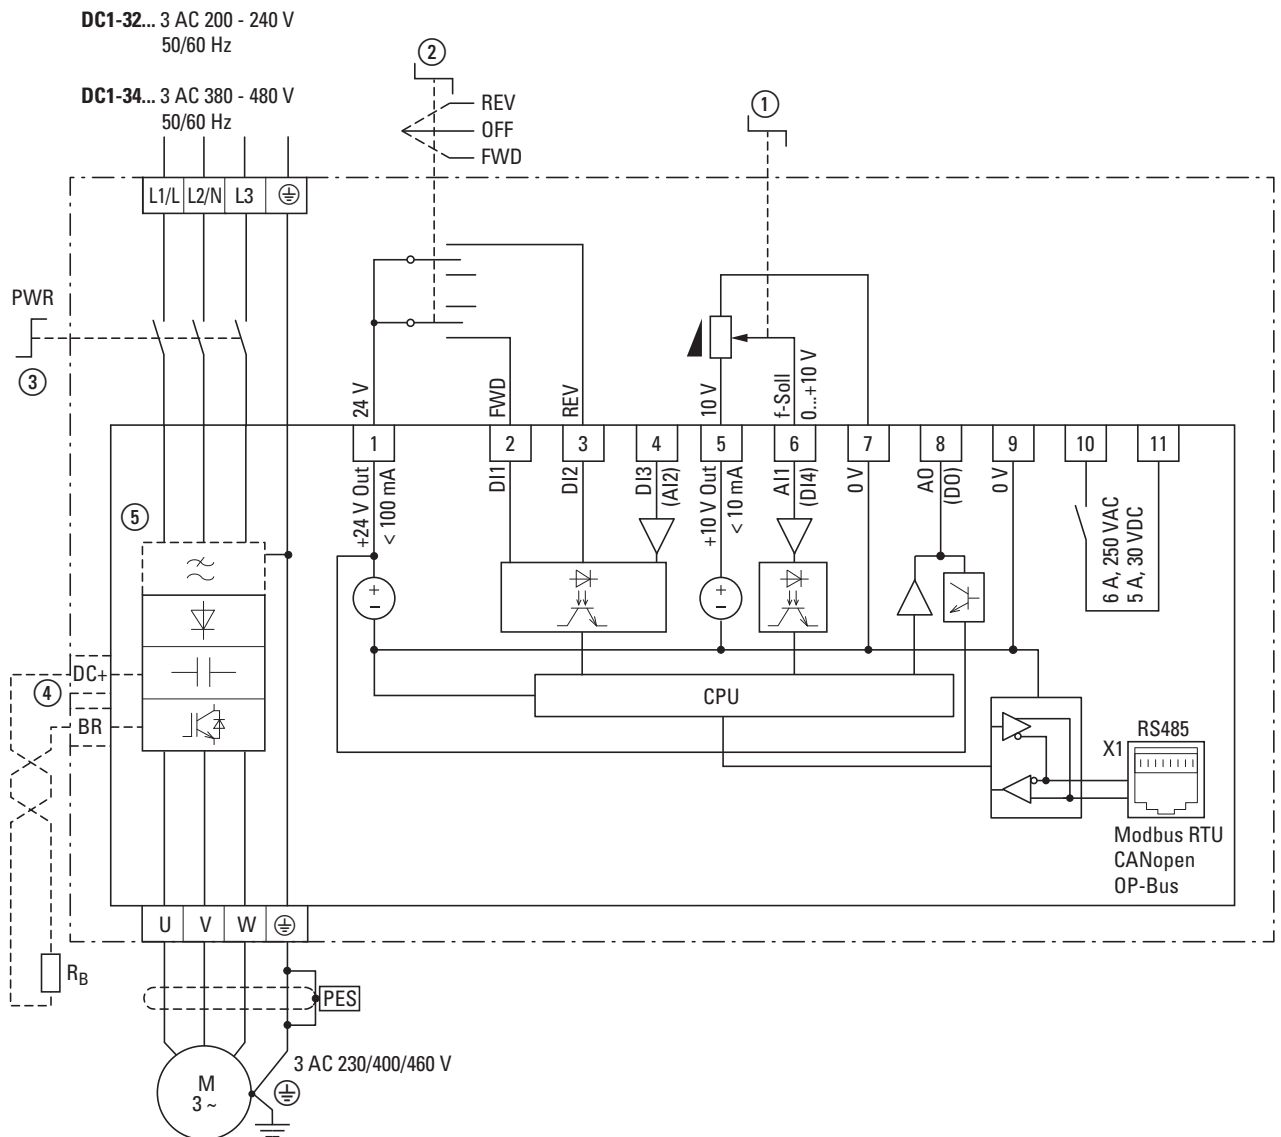 DC1-32... 3 AC 200 - 240 V
50/60 Hz
DC1-34... 3 AC 380 - 480 V
50/60 Hz
2
REV
OFF
FWD
1
L1/L L2/N L3
PWR
3
24 V
FWD
REV
10 V
f-Soll
0...+10 V
1 2 3 4 5 6 7 8 9 10 11
+24 V Out
< 100 mA
DI1
DI2
DI3
(AI2)
+10 V Out
< 10 mA
AI1
(DI4)
0 V
AO
(DO)
0 V
6 A, 250 VAC
5 A, 30 VDC
5
+
-
+
-
DC+
4
BR
CPU
RS485
X1
Modbus RTU
CANopen
OP-Bus
U V W
RB
PES
3 AC 230/400/460 V
M
3 ~